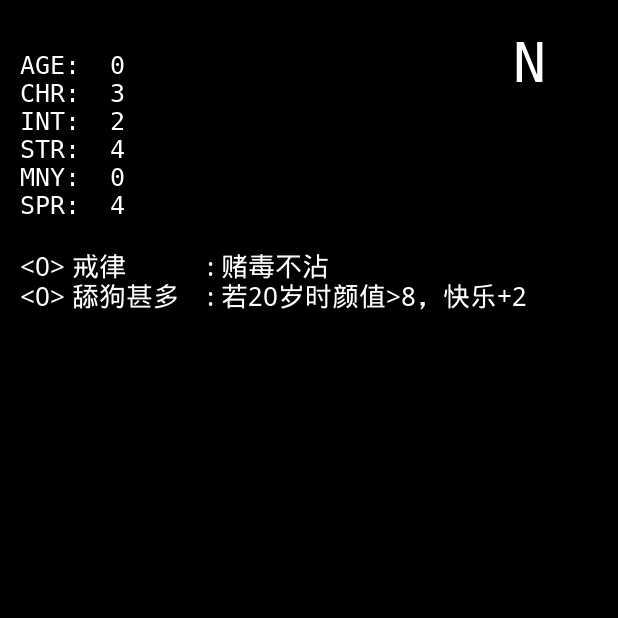 N
AGE: 0
CHR: 3
INT: 2
STR: 4
MNY: 0
SPR: 4
<O> 戒律 : 赌毒不沾
<O> 舔狗甚多 : 若20岁时颜值>8，快乐+2